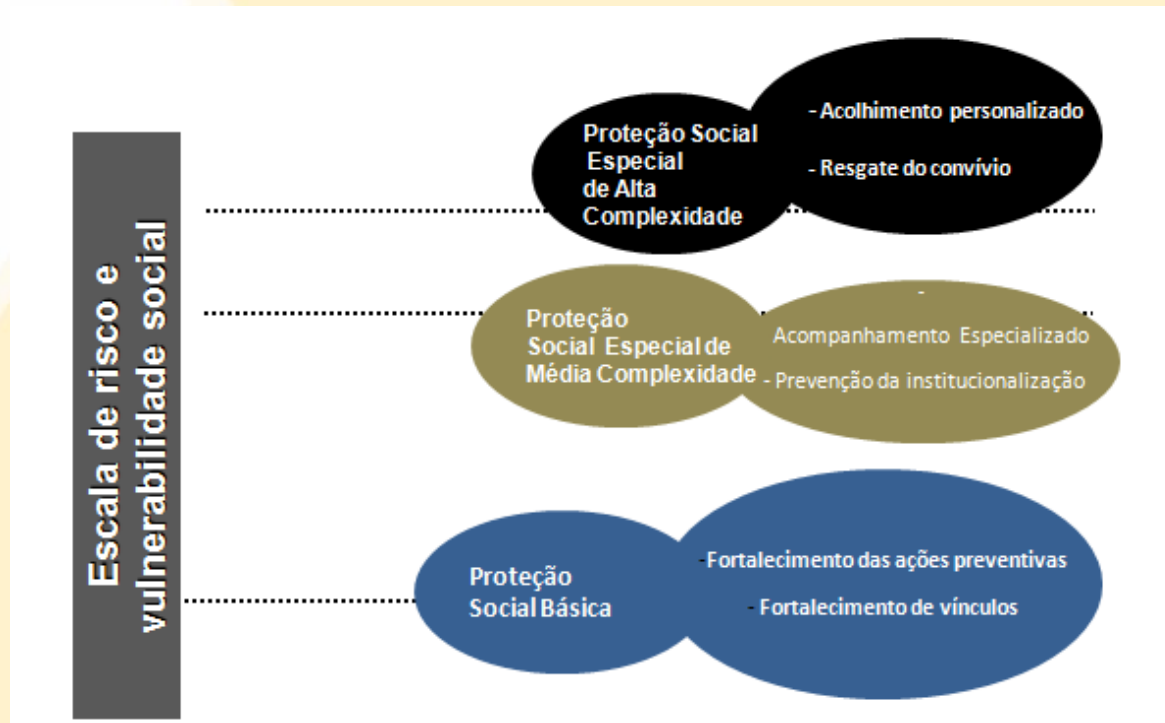 Escala de risco e
vulnerabilidade social
Proteção Social
Especial
de Alta
Complexidade
- Acolhimento personalizado
- Resgate do convívio
Proteção
Social Especial de
Média Complexidade
-
Acompanhamento Especializado
- Prevenção da institucionalização
Proteção
Social Básica
-Fortalecimento das ações preventivas
- Fortalecimento de vínculos